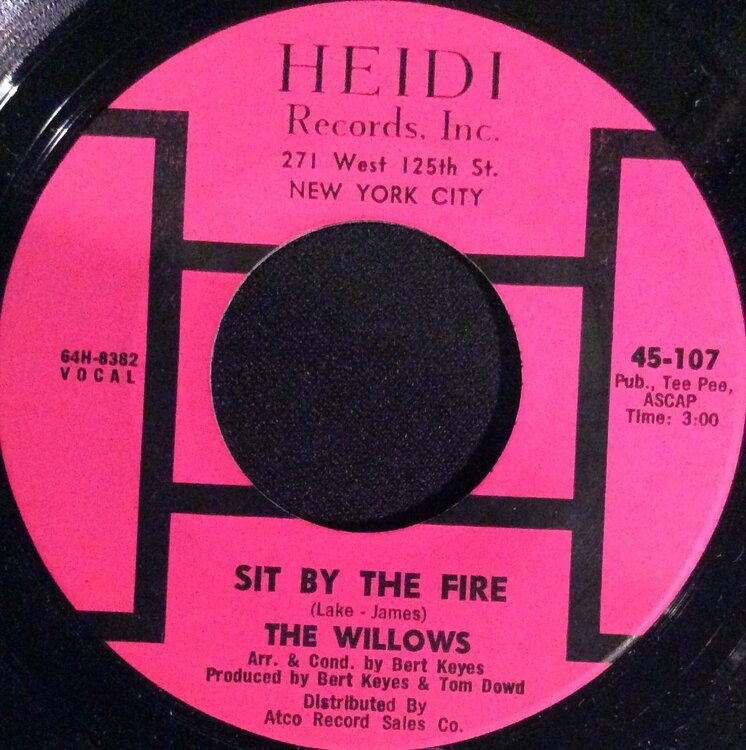 HEIDI
Records, Inc.
271 West 125th St.
NEW YORK CITY
64H-8382
VOCAL
45-107
Pub., Tee Pee,
ASCAP
Time: 3:00
SIT BY THE FIRE
(Lake - James)
THE WILLOWS
Arr. & Cond. by Bert Keyes
Produced by Bert Keyes & Tom Dowd
Distributed By
Atco Record Sales Co.